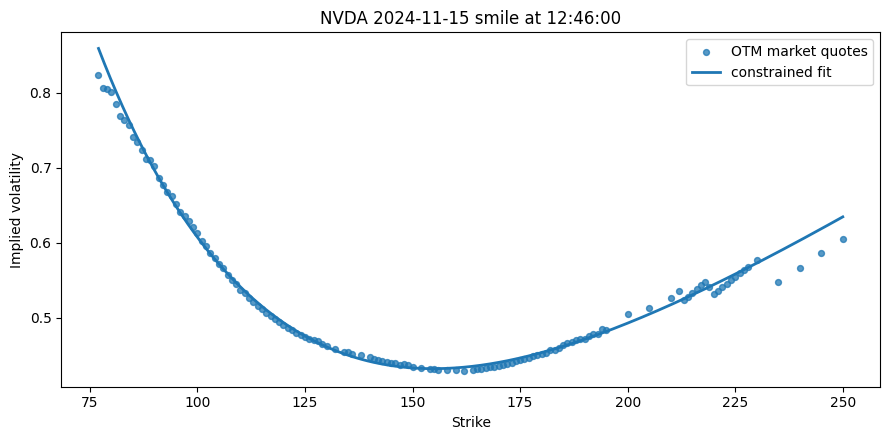 NVDA 2024-11-15 smile at 12:46:00
OTM market quotes
constrained fit
Implied volatility
0.8
0.7
0.6
0.5
75 100 125 150 175 200 225 250
Strike